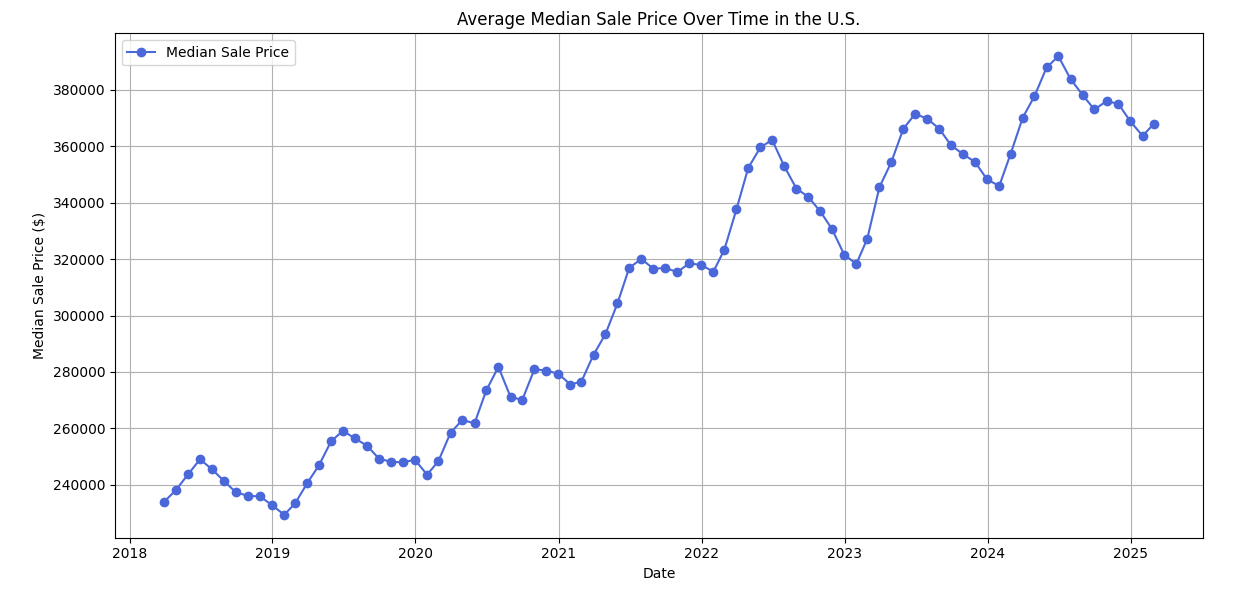 Average Median Sale Price Over Time in the U.S.
Median Sale Price
Median Sale Price ($)
380000
360000
340000
320000
300000
280000
260000
240000
2018 2019 2020 2021 2022 2023 2024 2025
Date